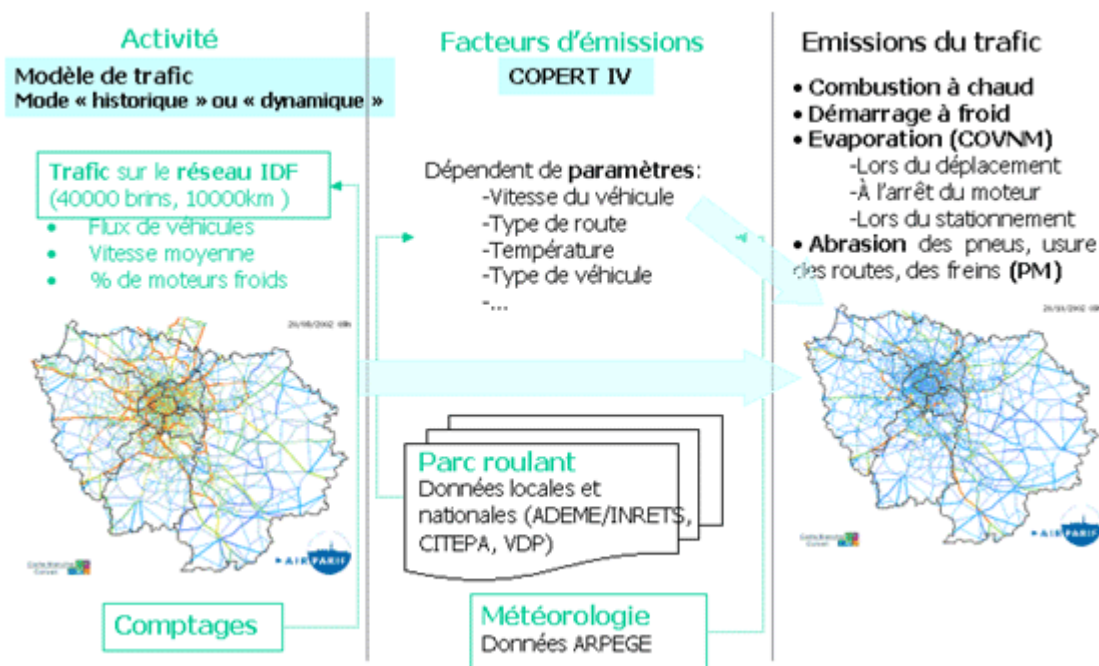 Activité
Modèle de trafic
Mode « historique » ou « dynamique »
Trafic sur le réseau IDF
(40000 brins, 10000km )
• Flux de véhicules
• Vitesse moyenne
• % de moteurs froids
AIRPARIF
Comptages
Facteurs d'émissions
COPERT IV
Dépendent de paramètres:
-Vitesse du véhicule
-Type de route
-Température
-Type de véhicule
-...
Parc roulant
Données locales et
nationales (ADEME/INRETS,
CITEPA, VDP)
Météorologie
Données ARPEGE
Emissions du trafic
• Combustion à chaud
• Démarrage à froid
• Evaporation (COVNM)
-Lors du déplacement
-À l'arrêt du moteur
-Lors du stationnement
• Abrasion des pneus, usure
des routes, des freins (PM)
AIRPARIF